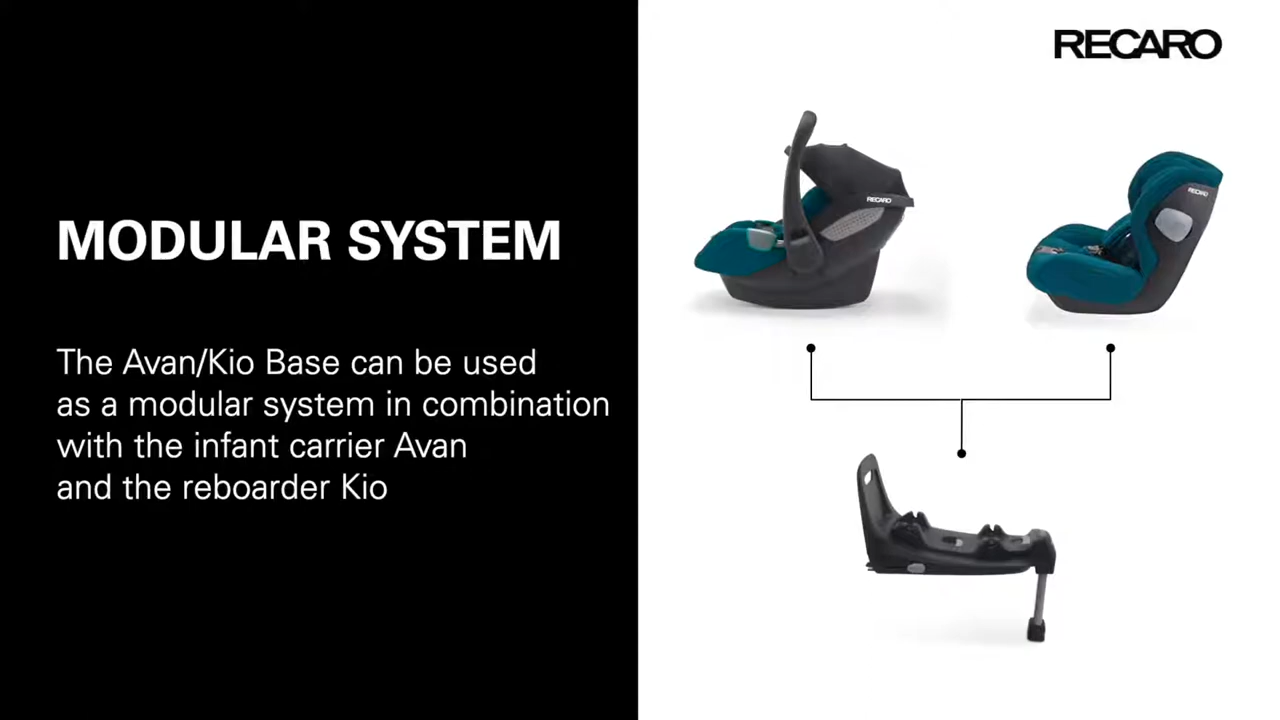 RECARO
MODULAR SYSTEM
The Avan/Kio Base can be used
as a modular system in combination
with the infant carrier Avan
and the reboarder Kio
RECARO
RECARO